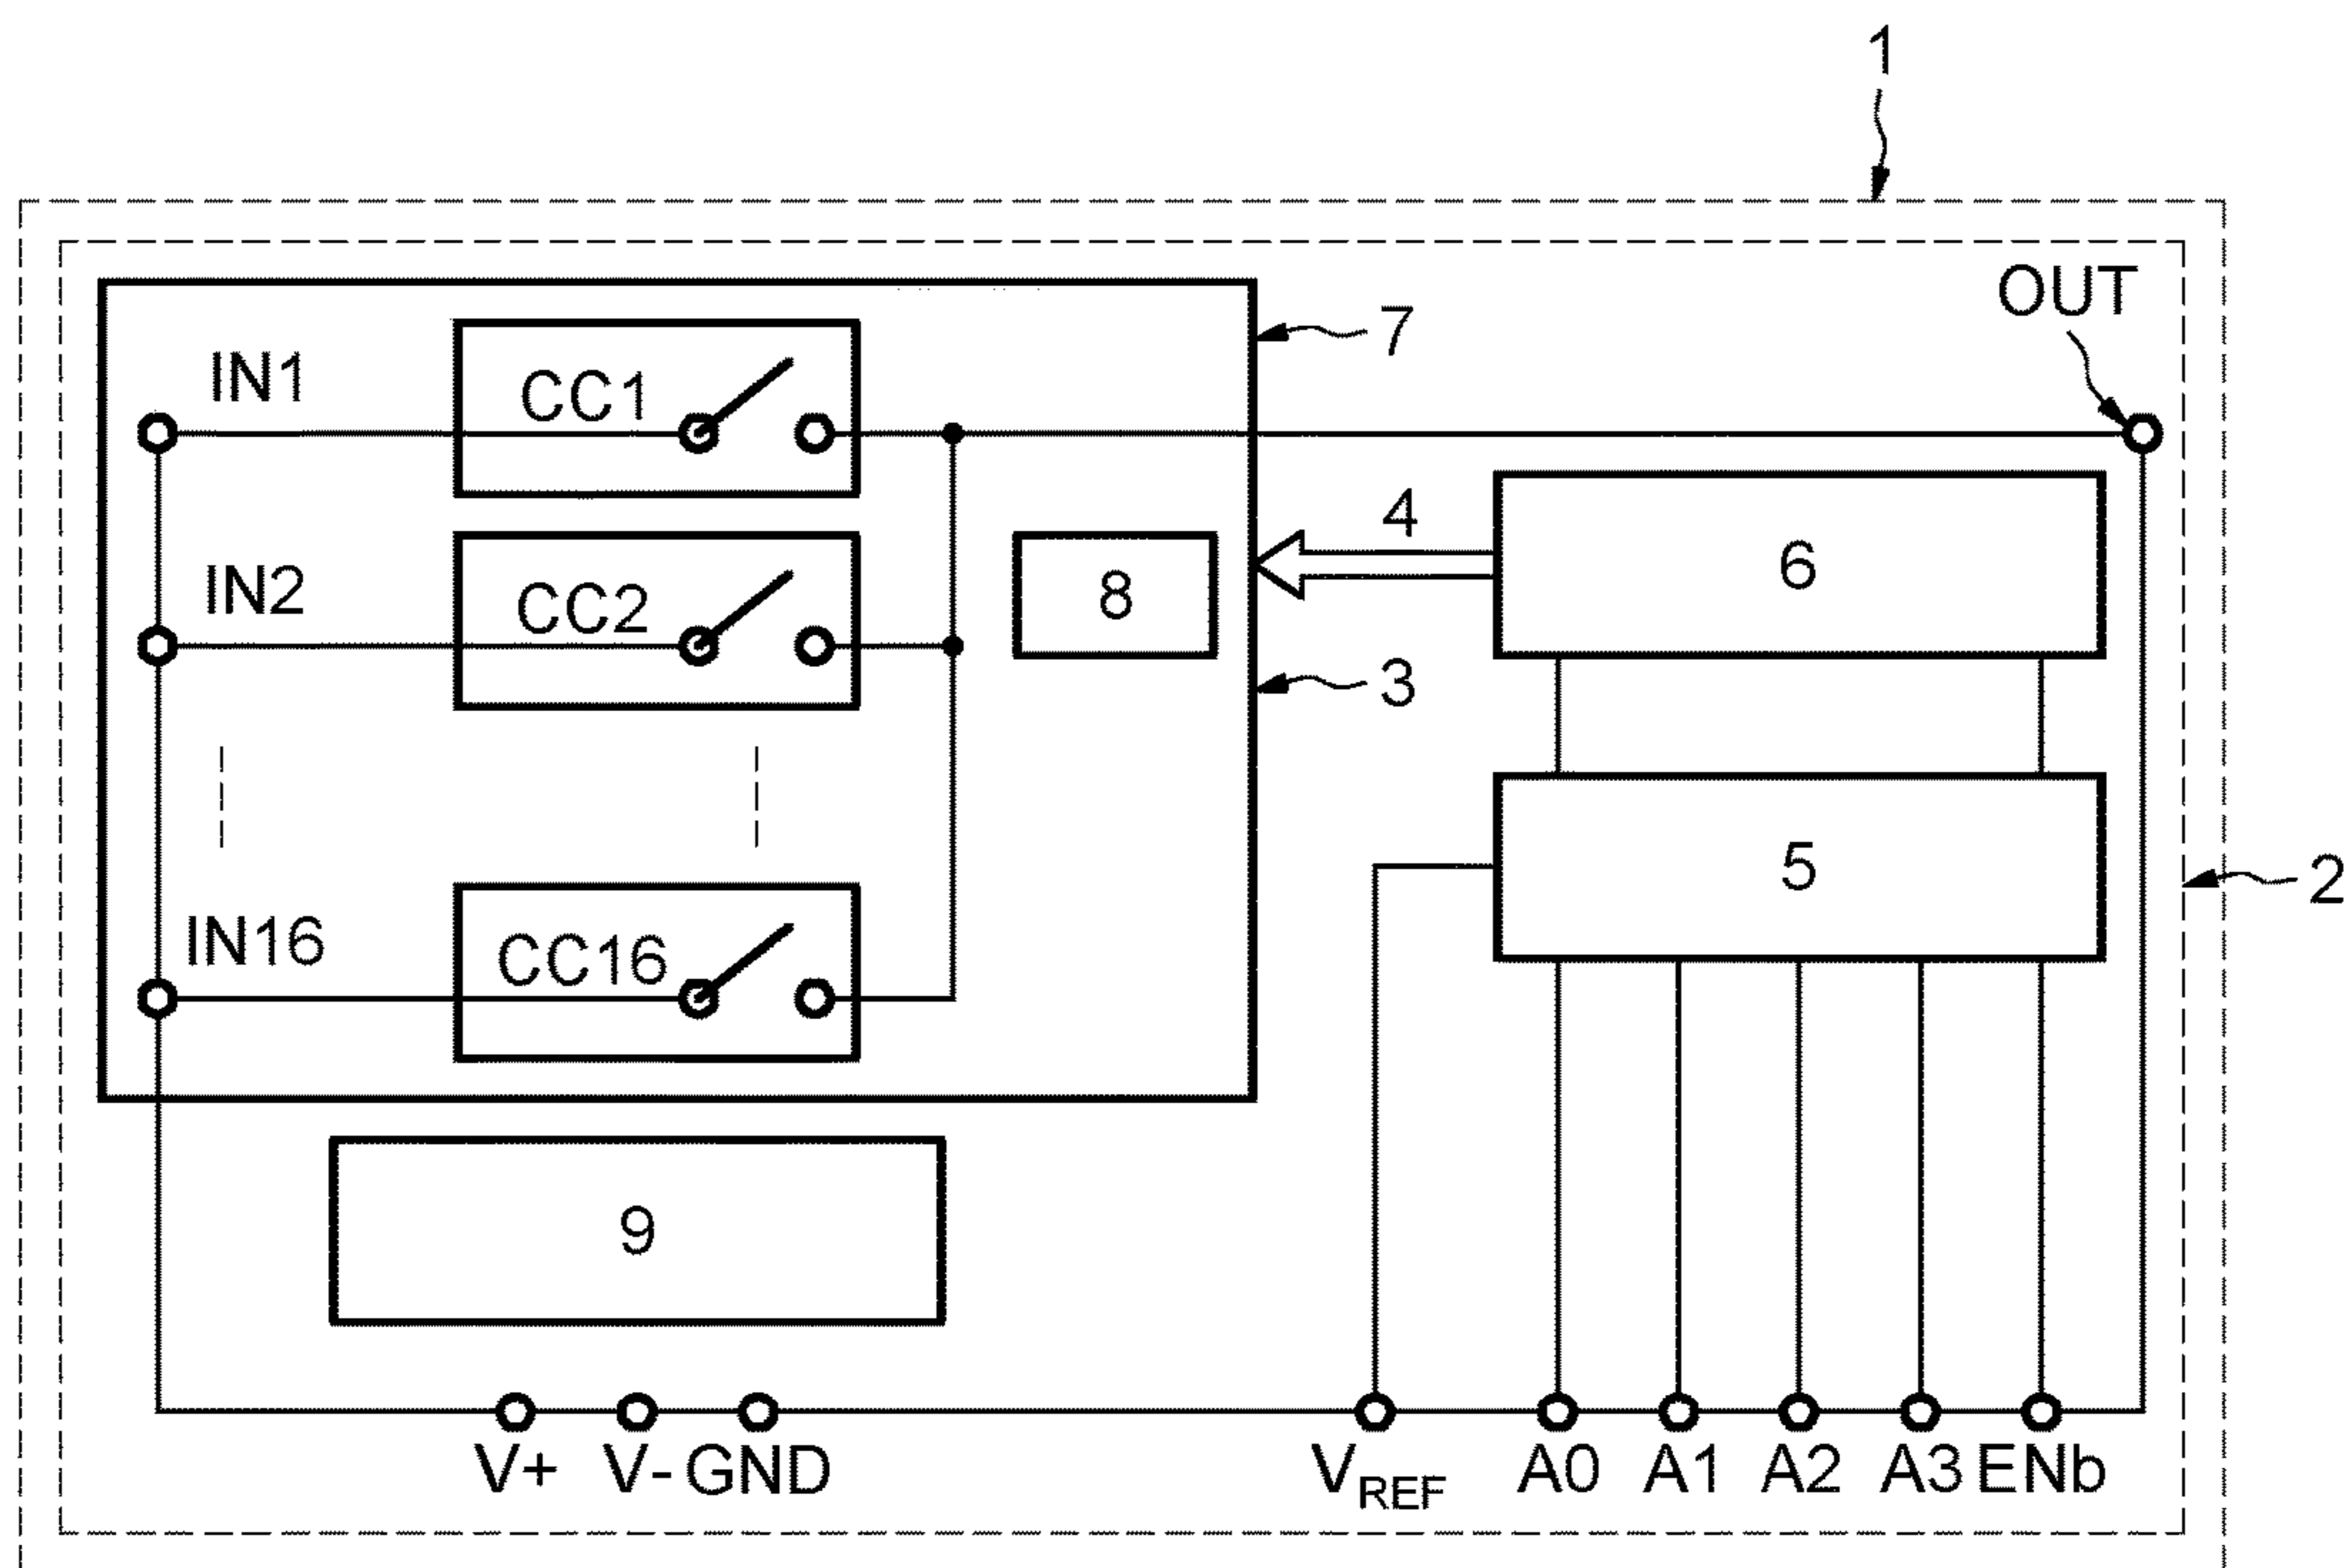 1
OUT
7
IN1
CC1
4
6
8
IN2
CC2
3
5
2
IN16
CC16
9
V+ V- GND VREF A0 A1 A2 A3 ENb